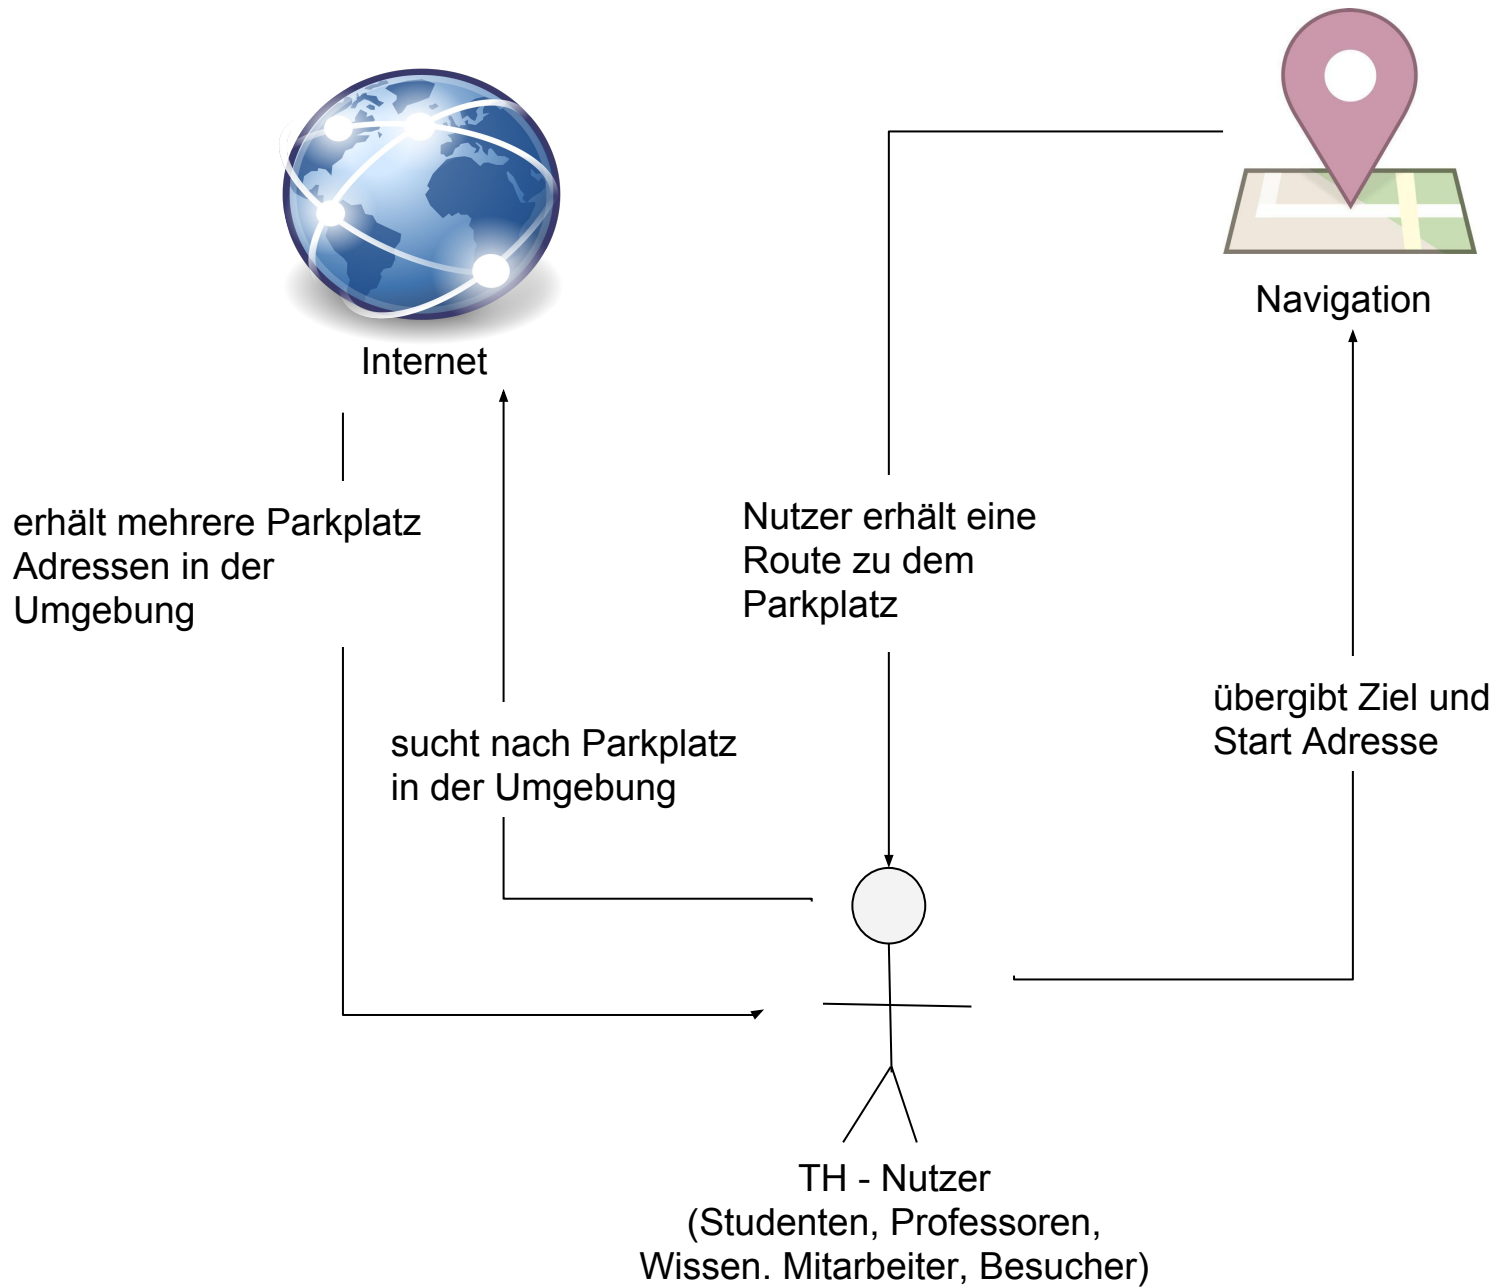 Internet
Navigation
erhält mehrere Parkplatz
Adressen in der
Umgebung
sucht nach Parkplatz
in der Umgebung
Nutzer erhält eine
Route zu dem
Parkplatz
übergibt Ziel und
Start Adresse
TH - Nutzer
(Studenten, Professoren,
Wissen. Mitarbeiter, Besucher)